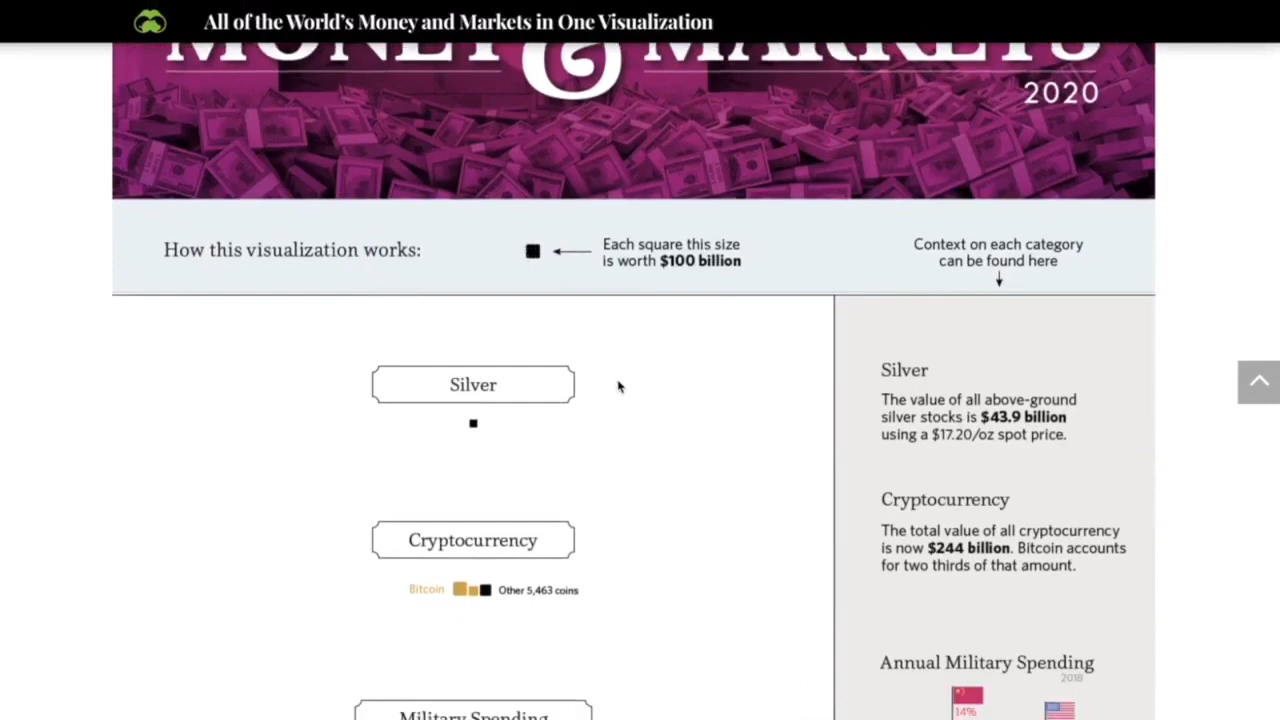 All of the World's Money and Markets in One Visualization
MONEY & MARKETS
2020
How this visualization works:
Each square this size
is worth $100 billion
Context on each category
can be found here
Silver
Silver
The value of all above-ground
silver stocks is $43.9 billion
using a $17.20/oz spot price.
Cryptocurrency
Bitcoin
Other 5,463 coins
Cryptocurrency
The total value of all cryptocurrency
is now $244 billion. Bitcoin accounts
for two thirds of that amount.
Military Spending
Annual Military Spending
2018
14%